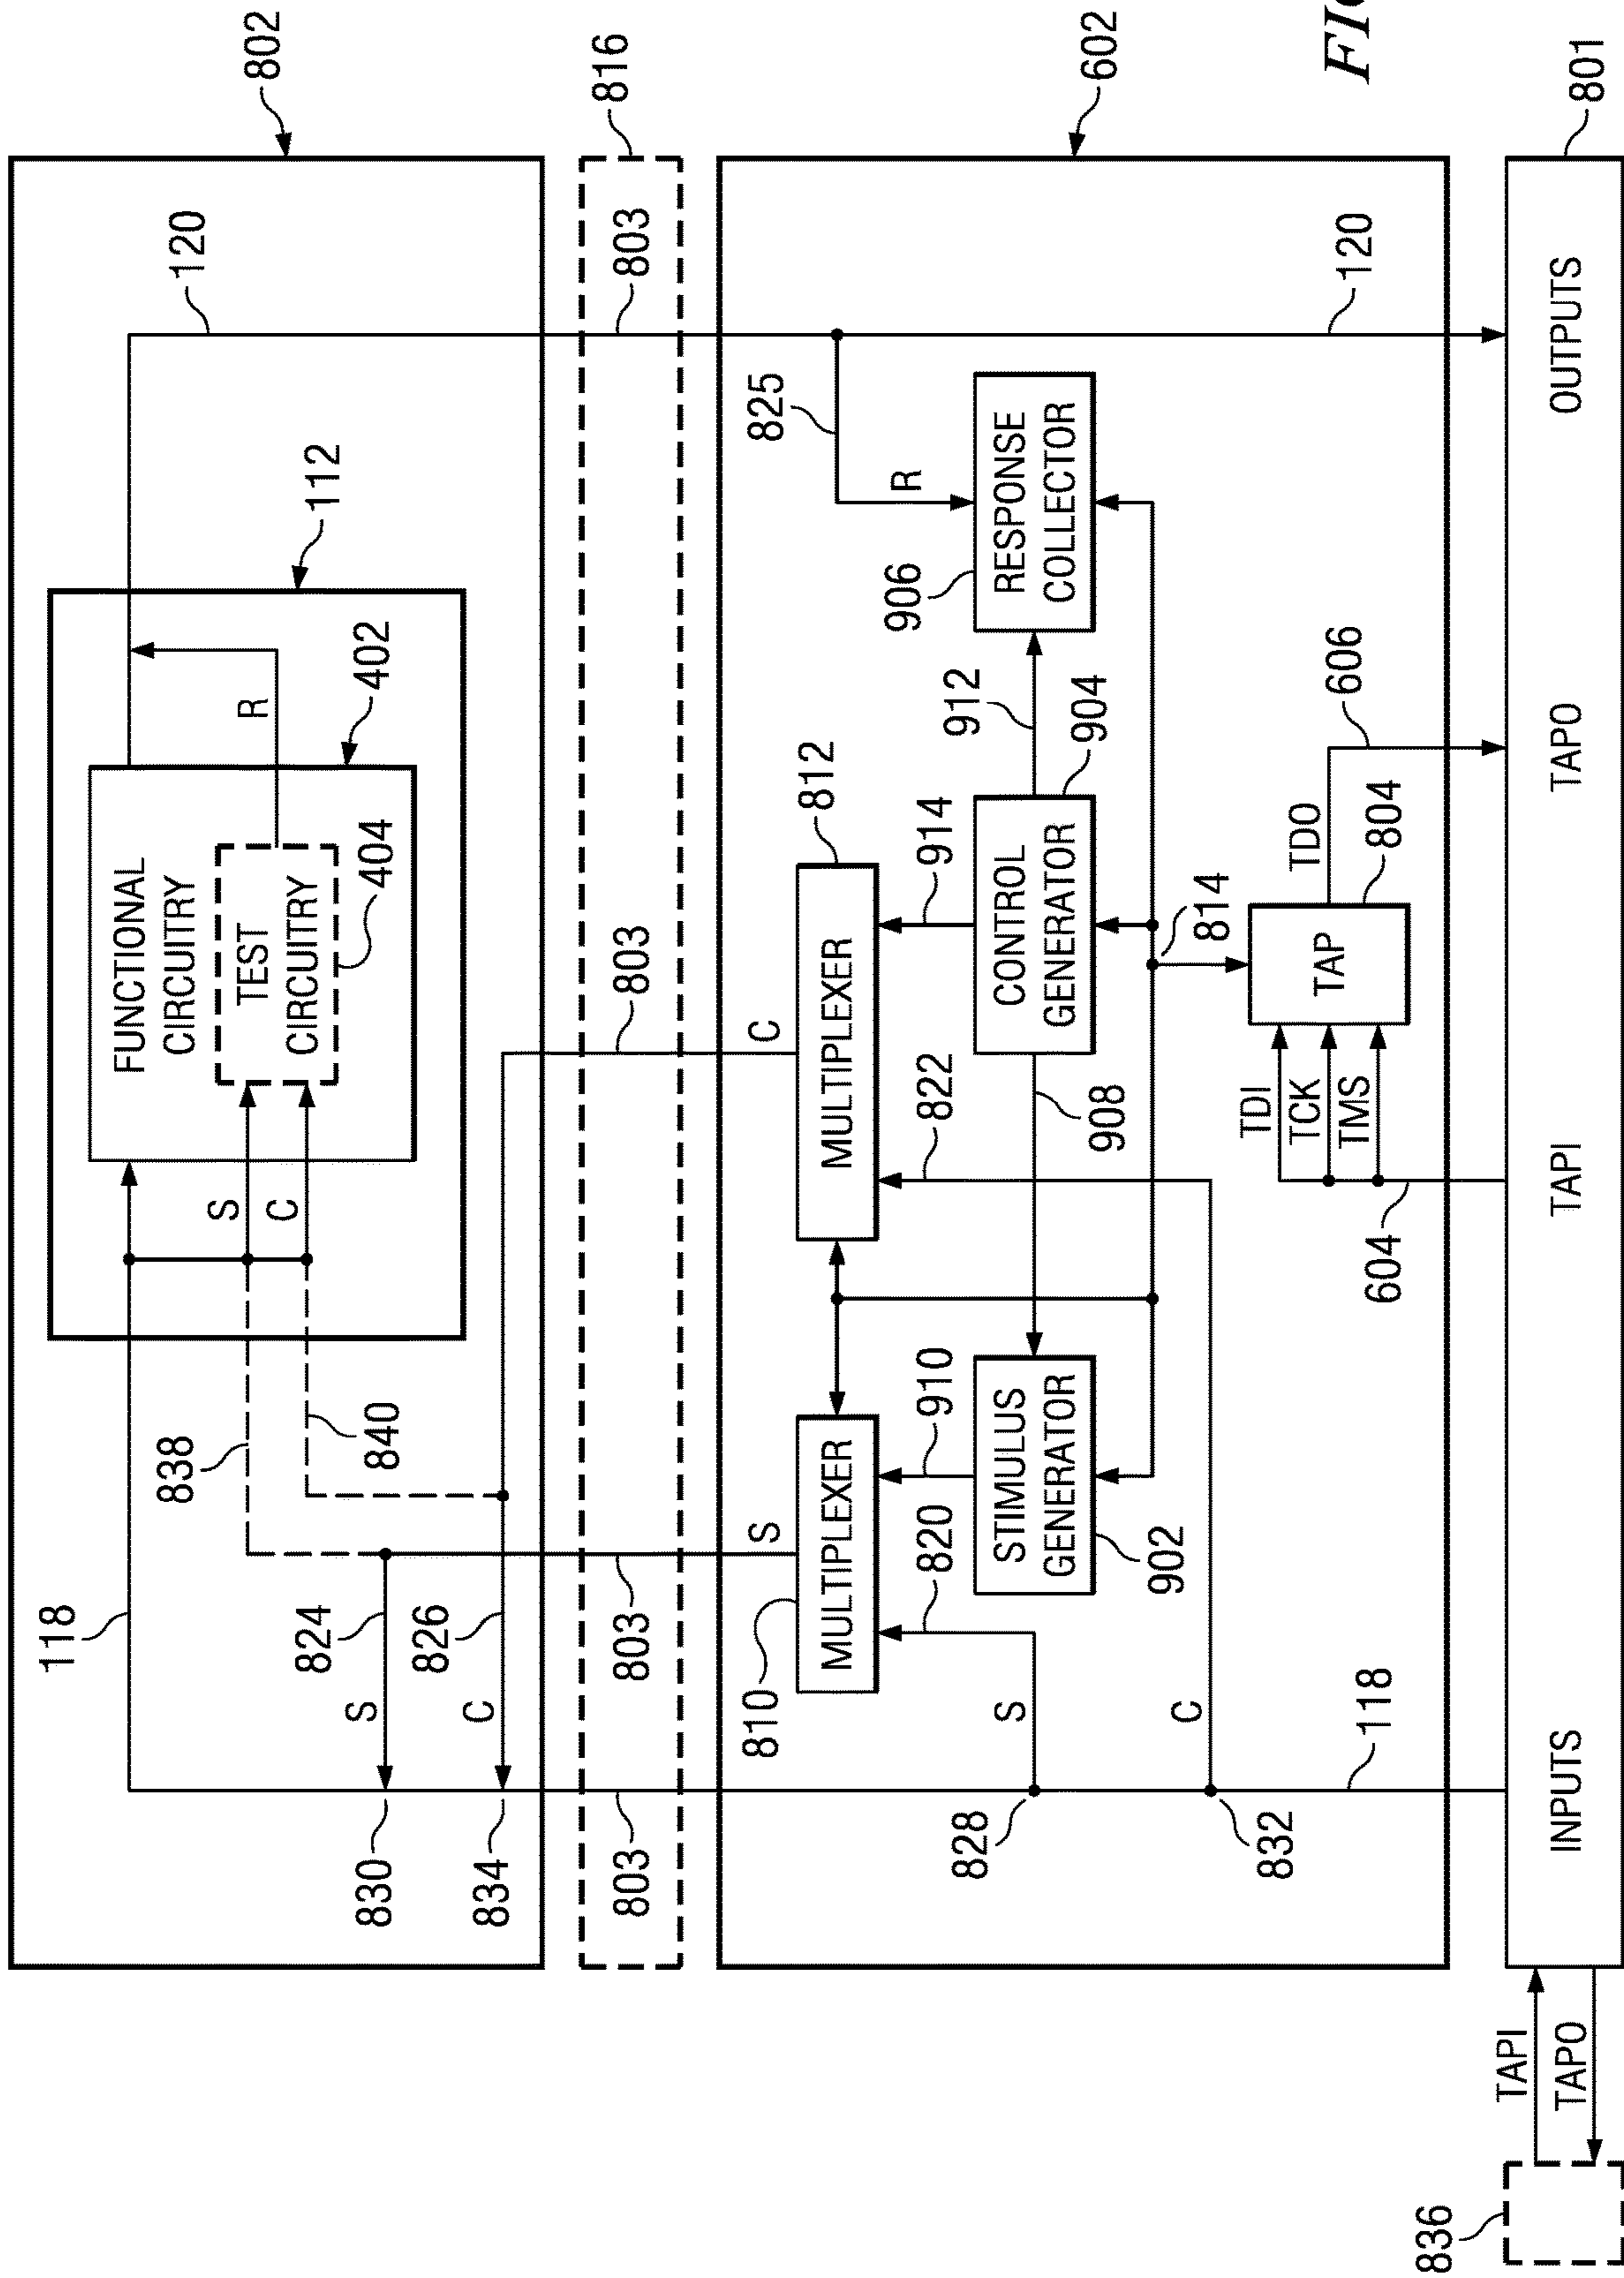 802
120
112
402
R
FUNCTIONAL
CIRCUITRY
TEST
CIRCUITRY
404
S
C
838
840
118
824
S
826
C
830
834
816
803
803
803
803
602
825
R
906
RESPONSE
COLLECTOR
120
812
MULTIPLEXER
C
914
912
904
CONTROL
GENERATOR
822
908
814
606
TDO
804
TAP
TDI
TCK
TMS
604
810
MULTIPLEXER
S
910
820
STIMULUS
GENERATOR
902
S
C
828
832
118
801
INPUTS
TAPI
TAPO
OUTPUTS
TAPI
TAPO
836